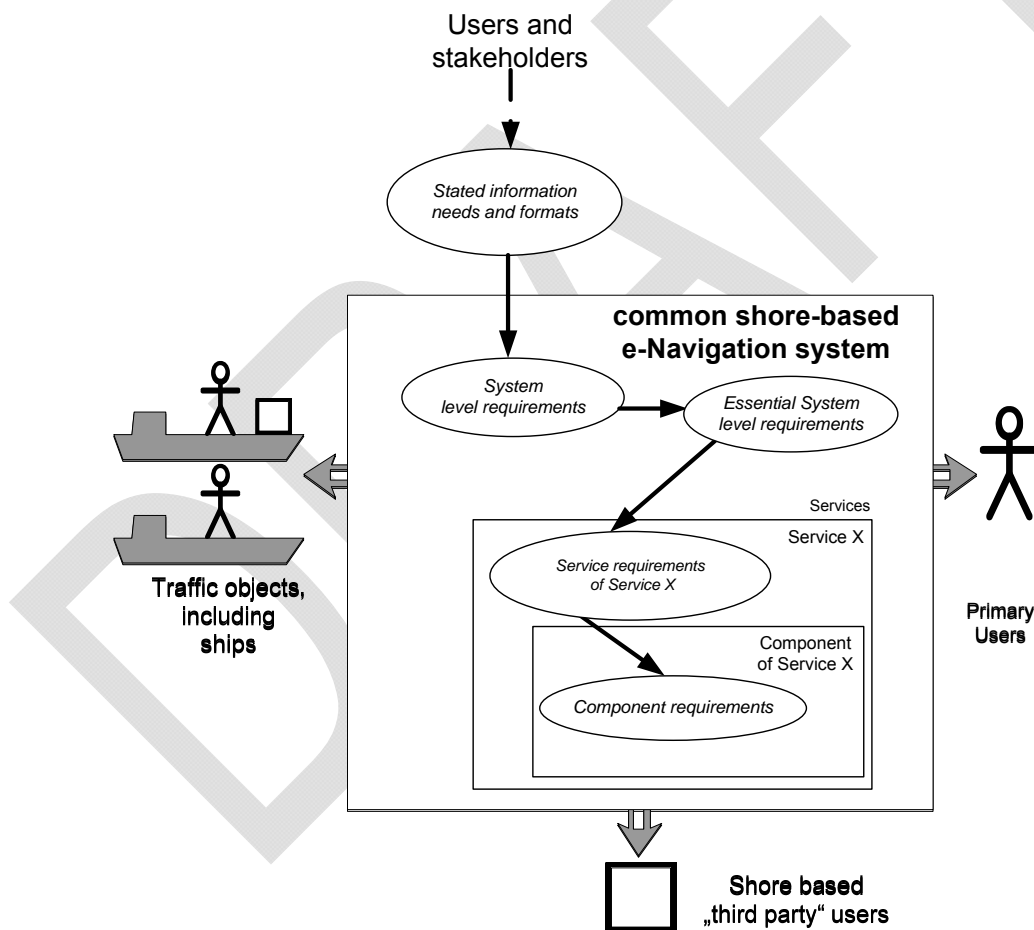 Users and
stakeholders
Stated information
needs and formats
common shore-based
e-Navigation system
System
level requirements
Essential System
level requirements
Services
Service X
Service requirements
of Service X
Component
of Service X
Component requirements
Traffic objects,
including
ships
Primary
Users
Shore based
„third party“ users
DRAFT